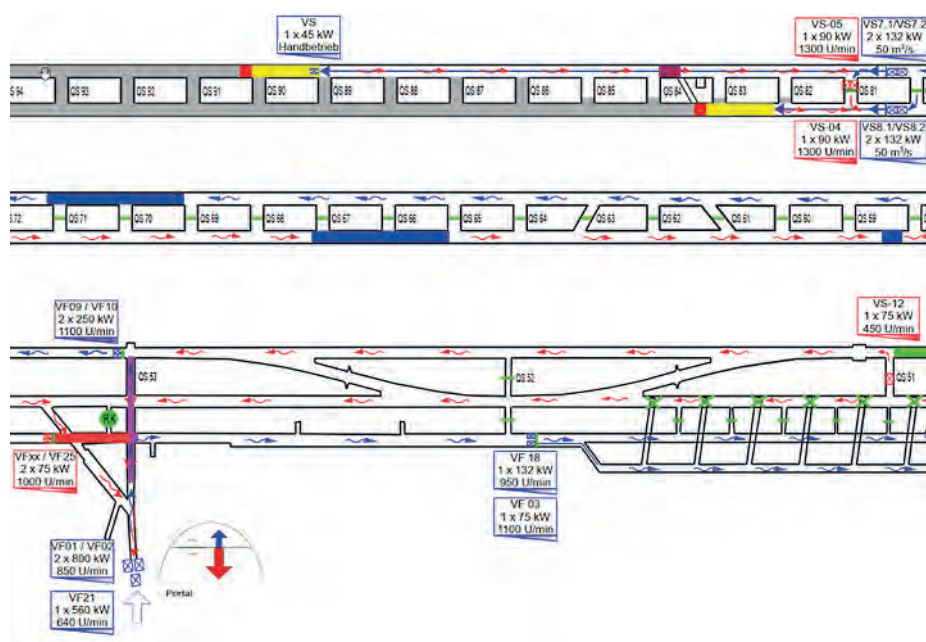 VS
1 x 45 kW
Handbetrieb
VS-05
1 x 90 kW
1300 U/min
VS7.1/VS7.2
2 x 132 kW
50 m³/s
QS 93
QS 92
QS 91
QS 90
QS 89
QS 88
QS 87
QS 86
QS 85
QS 84
QS 83
QS 82
QS 81
VS-04
1 x 90 kW
1300 U/min
VS8.1/VS8.2
2 x 132 kW
50 m³/s
QS 71
QS 70
QS 69
QS 68
QS 67
QS 66
QS 65
QS 64
QS 63
QS 62
QS 61
QS 60
QS 59
VF09 / VF10
2 x 250 kW
1100 U/min
VS-12
1 x 75 kW
450 U/min
QS 53
QS 52
QS 51
VFxx / VF25
2 x 75 kW
1000 U/min
VF 18
1 x 132 kW
950 U/min
VF 03
1 x 75 kW
1100 U/min
VF01 / VF02
2 x 800 kW
850 U/min
Portal
VF21
1 x 560 kW
640 U/min